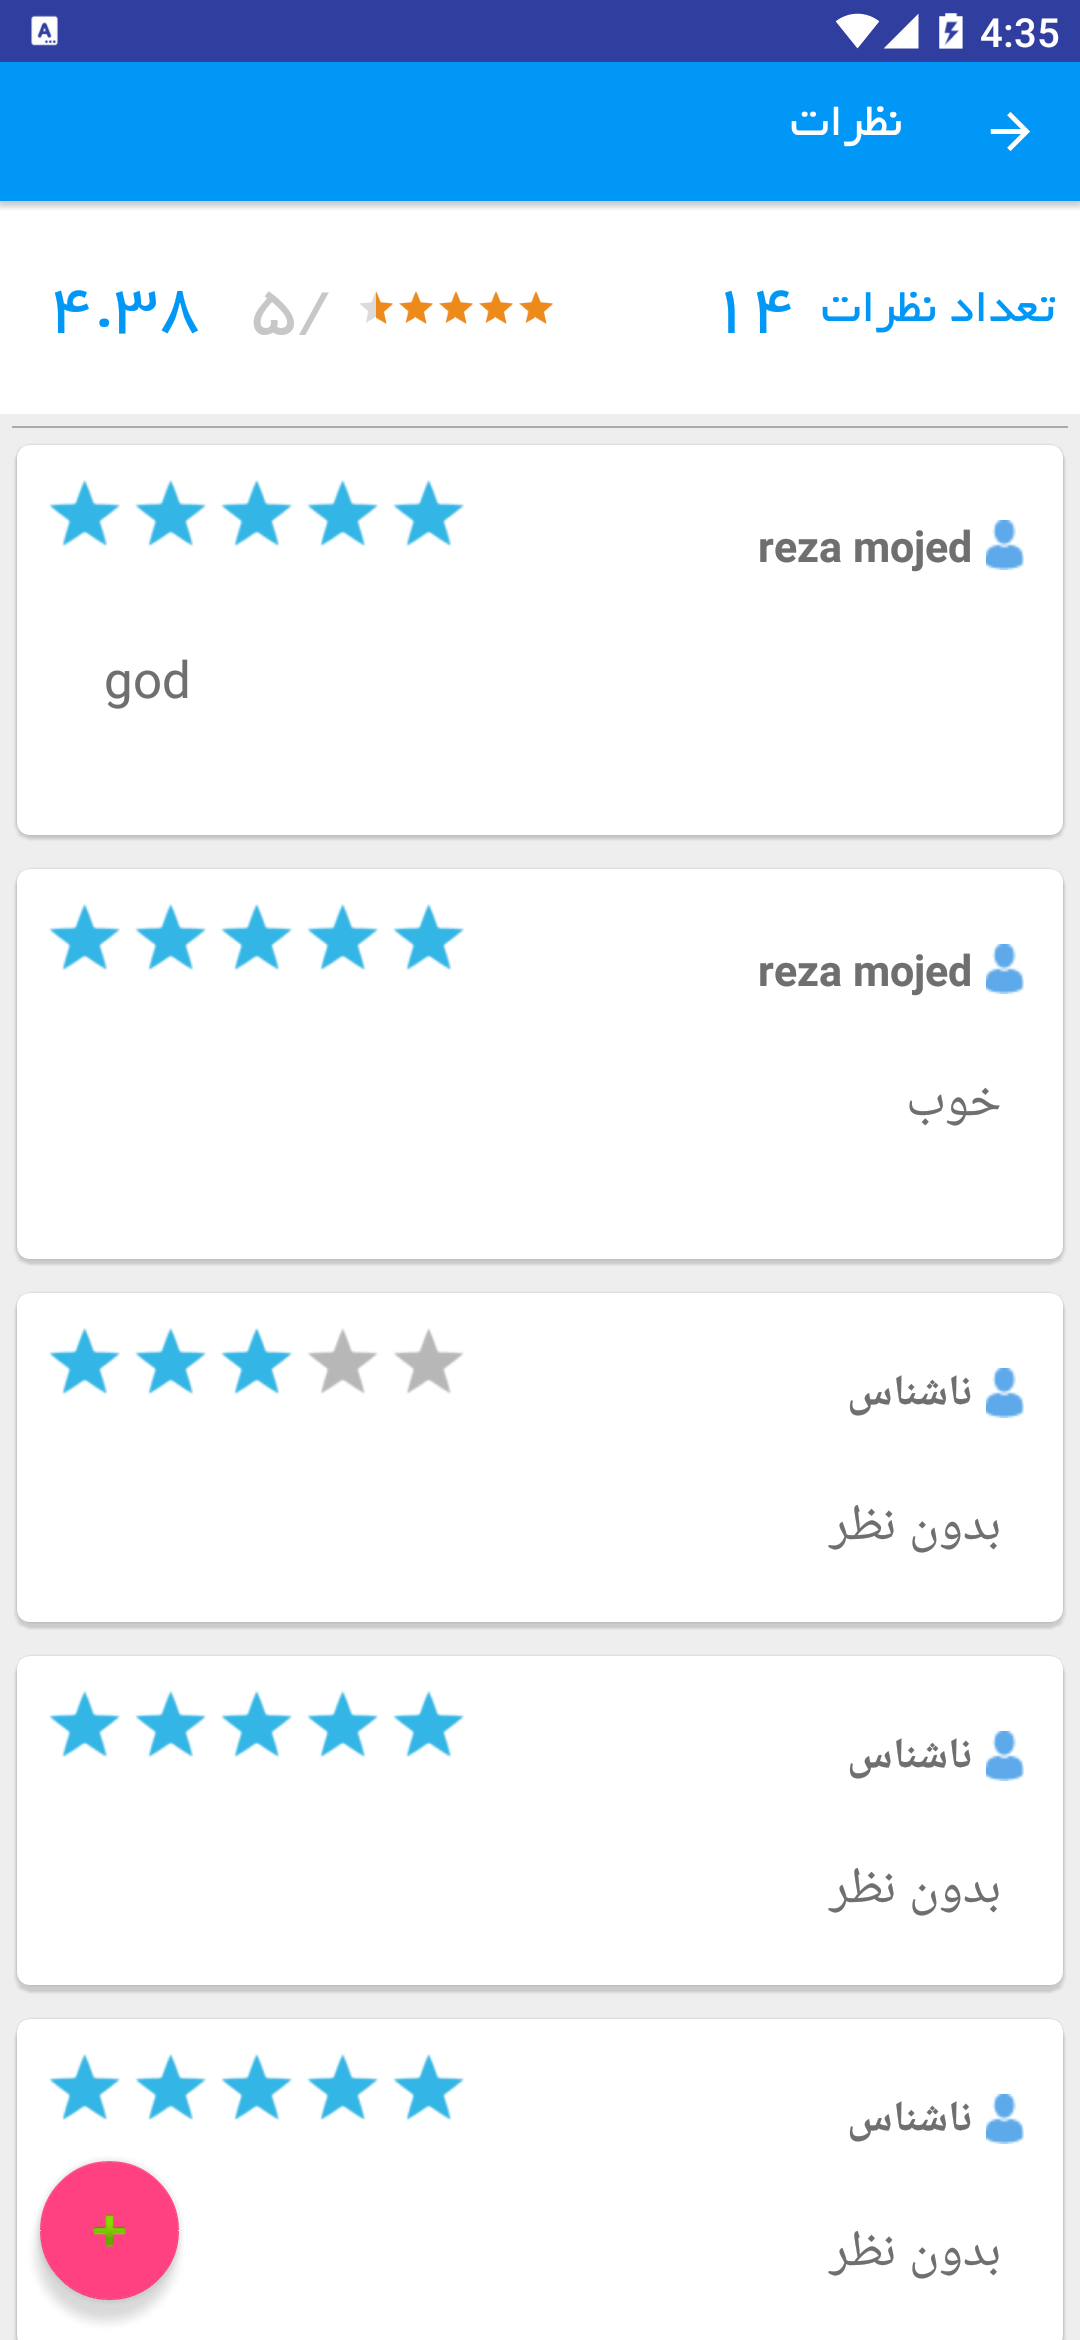 4:35
نظرات
تعداد نظرات ۱۴ ۵/ ۴.۳۸
reza mojed
god
reza mojed
خوب
ناشناس
بدون نظر
ناشناس
بدون نظر
ناشناس
بدون نظر